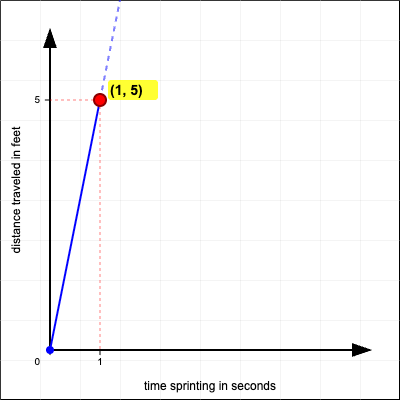 (1, 5)
5
distance traveled in feet
0
1
time sprinting in seconds